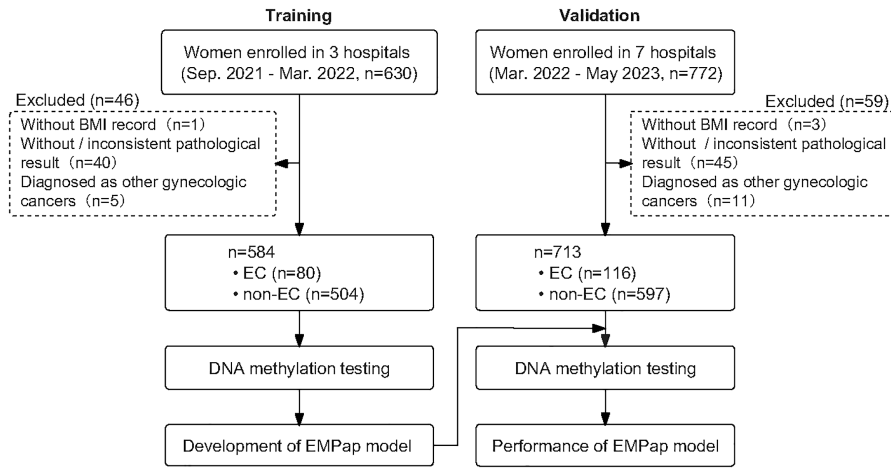 Training
Women enrolled in 3 hospitals
(Sep. 2021 - Mar. 2022, n=630)
Excluded (n=46)
Without BMI record（n=1）
Without / inconsistent pathological
result（n=40）
Diagnosed as other gynecologic
cancers（n=5）
n=584
• EC (n=80)
• non-EC (n=504)
DNA methylation testing
Development of EMPap model
Validation
Women enrolled in 7 hospitals
(Mar. 2022 - May 2023, n=772)
Excluded (n=59)
Without BMI record（n=3）
Without / inconsistent pathological
result（n=45）
Diagnosed as other gynecologic
cancers（n=11）
n=713
• EC (n=116)
• non-EC (n=597)
DNA methylation testing
Performance of EMPap model